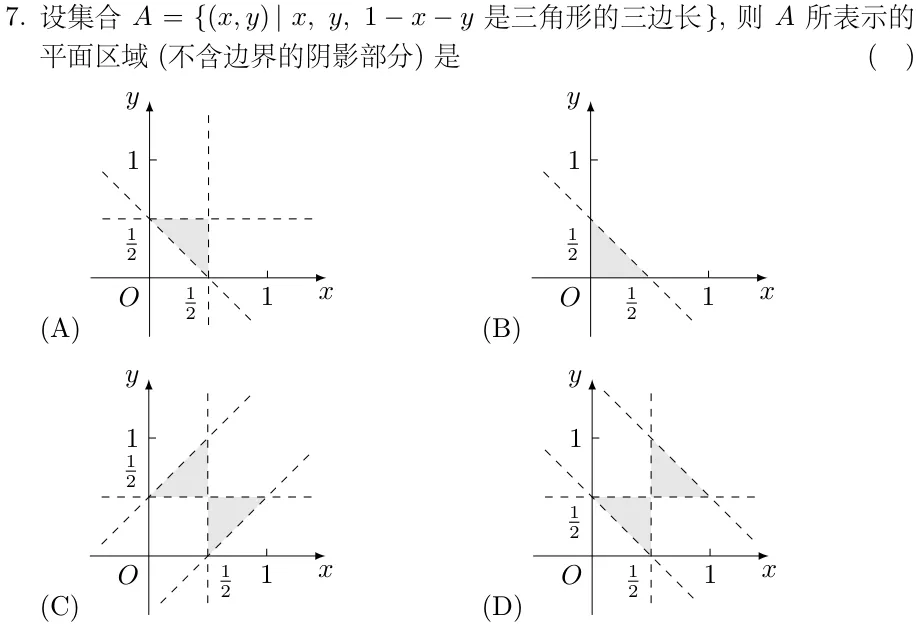 7. 设集合 A = {(x, y) | x, y, 1 − x − y 是三角形的三边长}, 则 A 所表示的
平面区域 (不含边界的阴影部分) 是 ( )
y
1
1/2
O
1/2
1
x
(A)
y
1
1/2
O
1/2
1
x
(B)
y
1
1/2
O
1/2
1
x
(C)
y
1
1/2
O
1/2
1
x
(D)